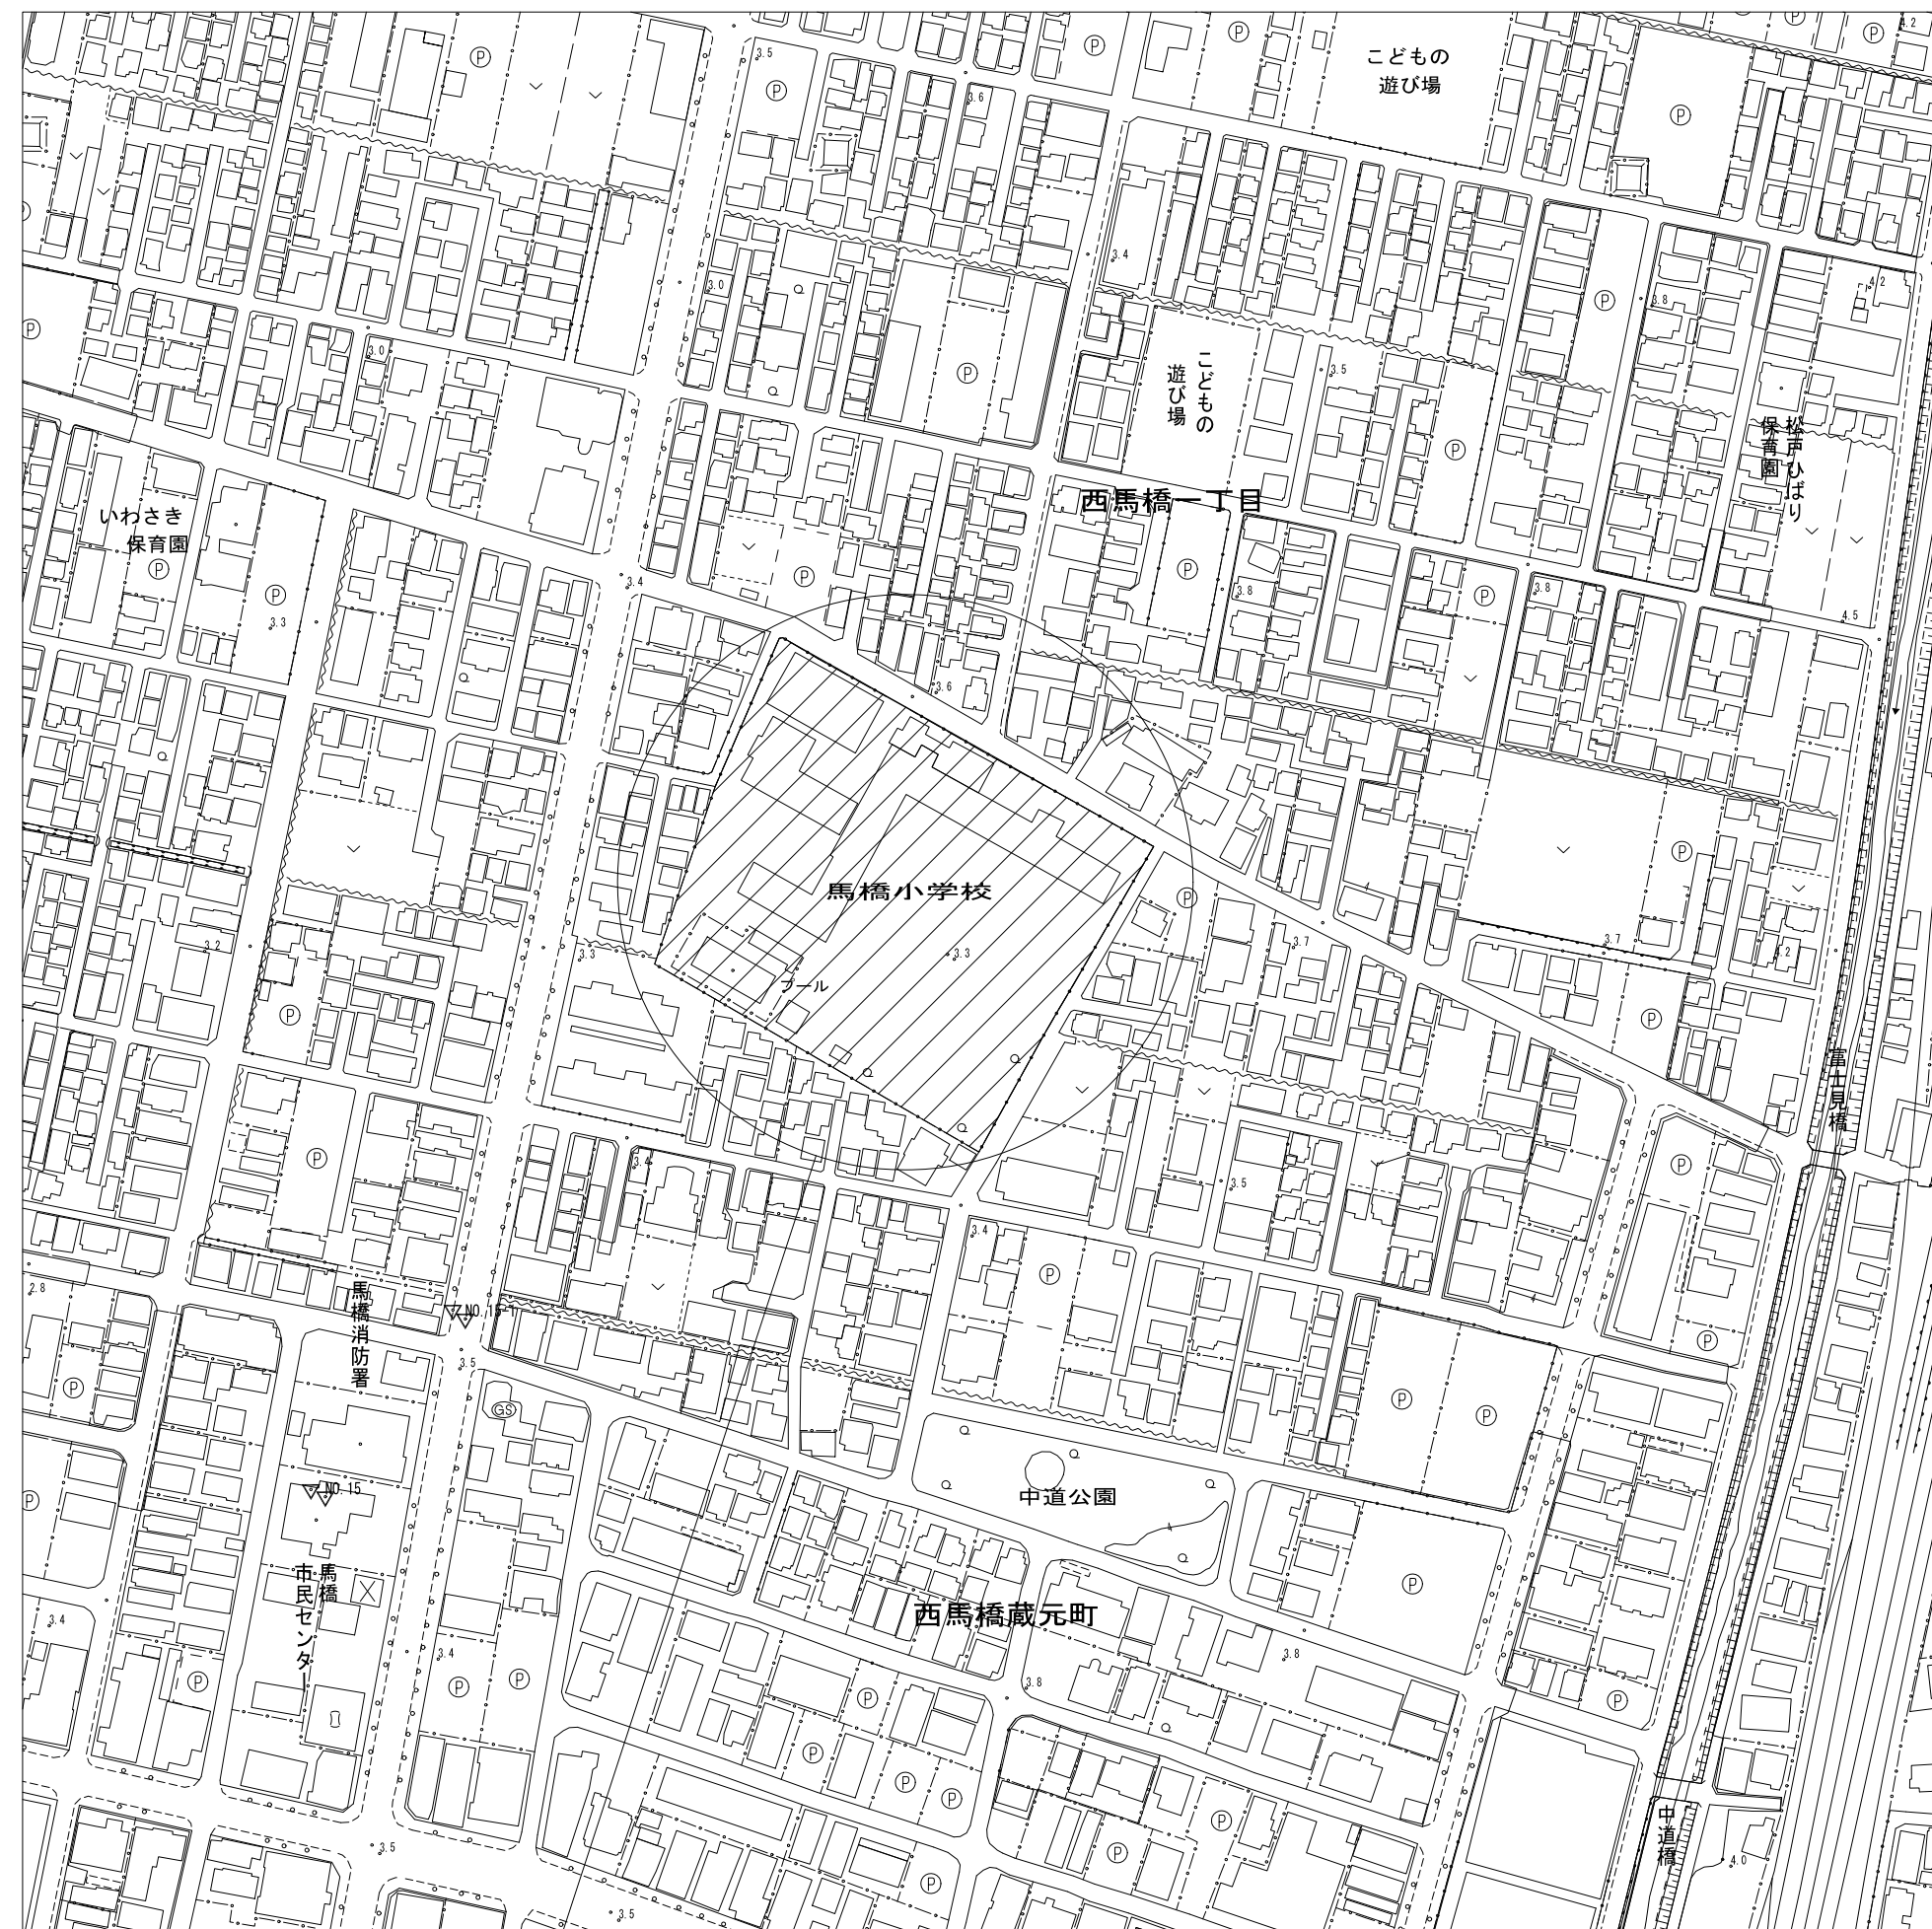 こどもの
遊び場
こどもの
遊び場
松戸ひばり
保育園
西馬橋一丁目
いわさき
保育園
馬橋小学校
プール
富士見橋
馬橋消防署
NO.15-1
GS
NO.15
中道公園
馬橋
市民センター
西馬橋蔵元町
中道橋
4.2
3.5
3.6
3.4
3.0
4.2
3.8
3.0
3.5
3.4
3.8
3.8
4.5
3.3
3.6
3.2
3.3
3.3
3.7
3.7
4.2
3.4
3.5
3.4
2.8
3.5
3.4
3.4
3.8
3.8
3.5
3.5
4.0